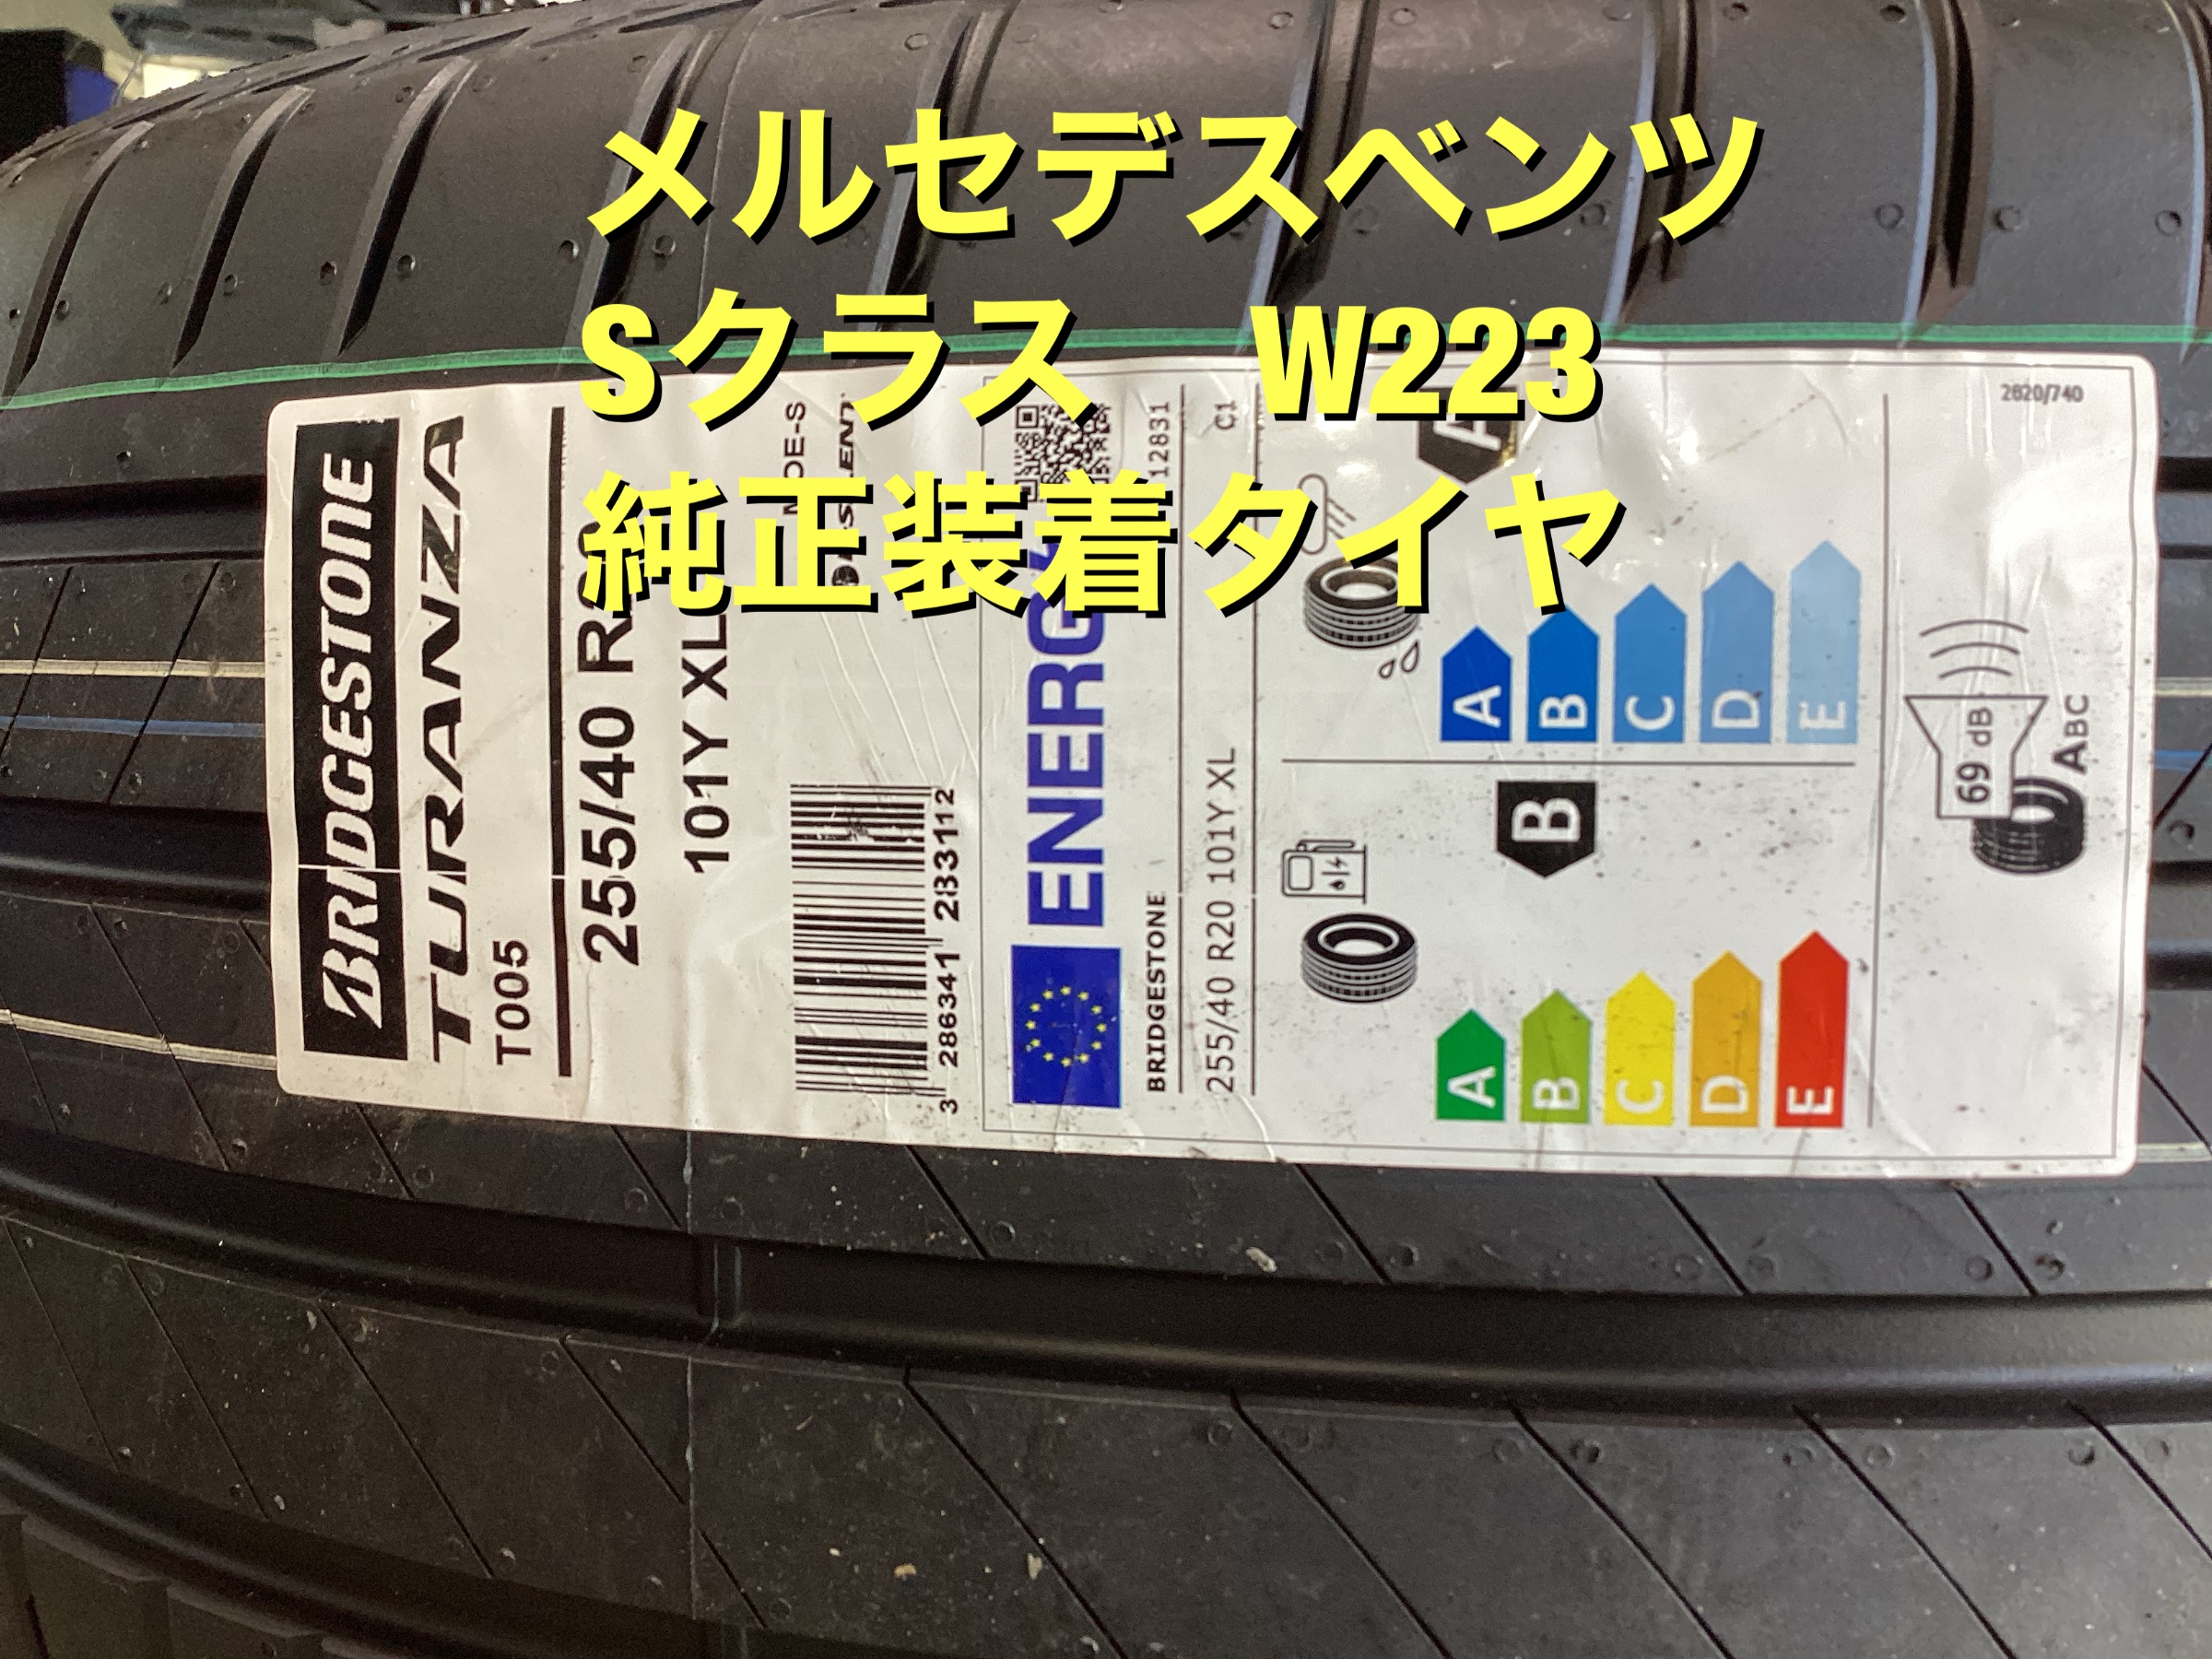 メルセデスベンツ
Sクラス　W223
純正装着タイヤ
BRIDGESTONE
TURANZA
T005
255/40
101Y XL
3 286341 283112
ENERG
BRIDGESTONE
12831
255/40 R20 101Y XL
C1
A
A
B
C
D
E
B
A
B
C
D
E
69 dB
ABC
2820/740